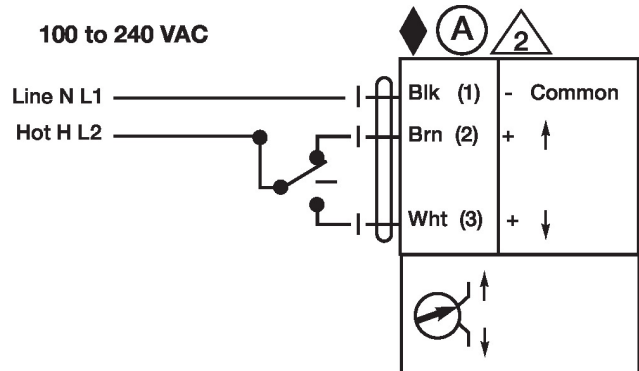 100 to 240 VAC
A
2
Line N L1
Blk (1) - Common
Hot H L2
Brn (2) + ↑
Wht (3) + ↓